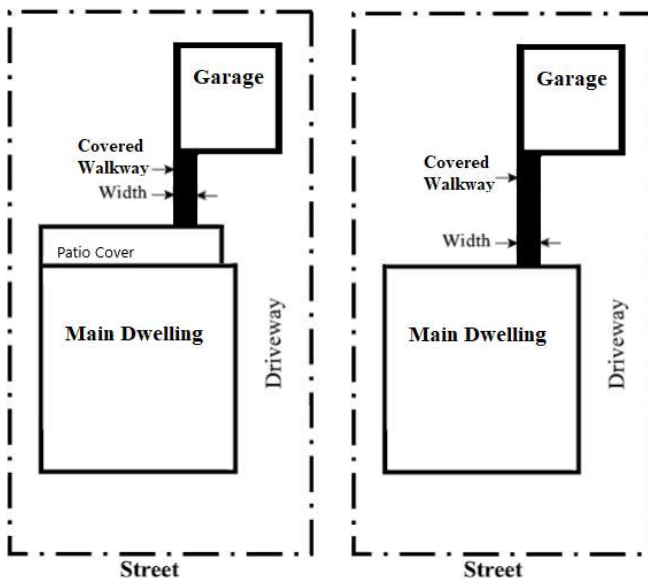 Garage
Covered
Walkway
Width
Patio Cover
Main Dwelling
Driveway
Street
Garage
Covered
Walkway
Width
Main Dwelling
Driveway
Street